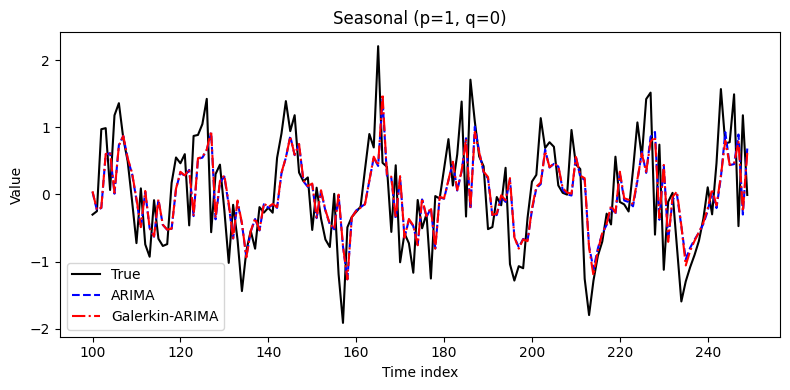 Seasonal (p=1, q=0)
Value
2
1
0
−1
−2
True
ARIMA
Galerkin-ARIMA
100 120 140 160 180 200 220 240
Time index